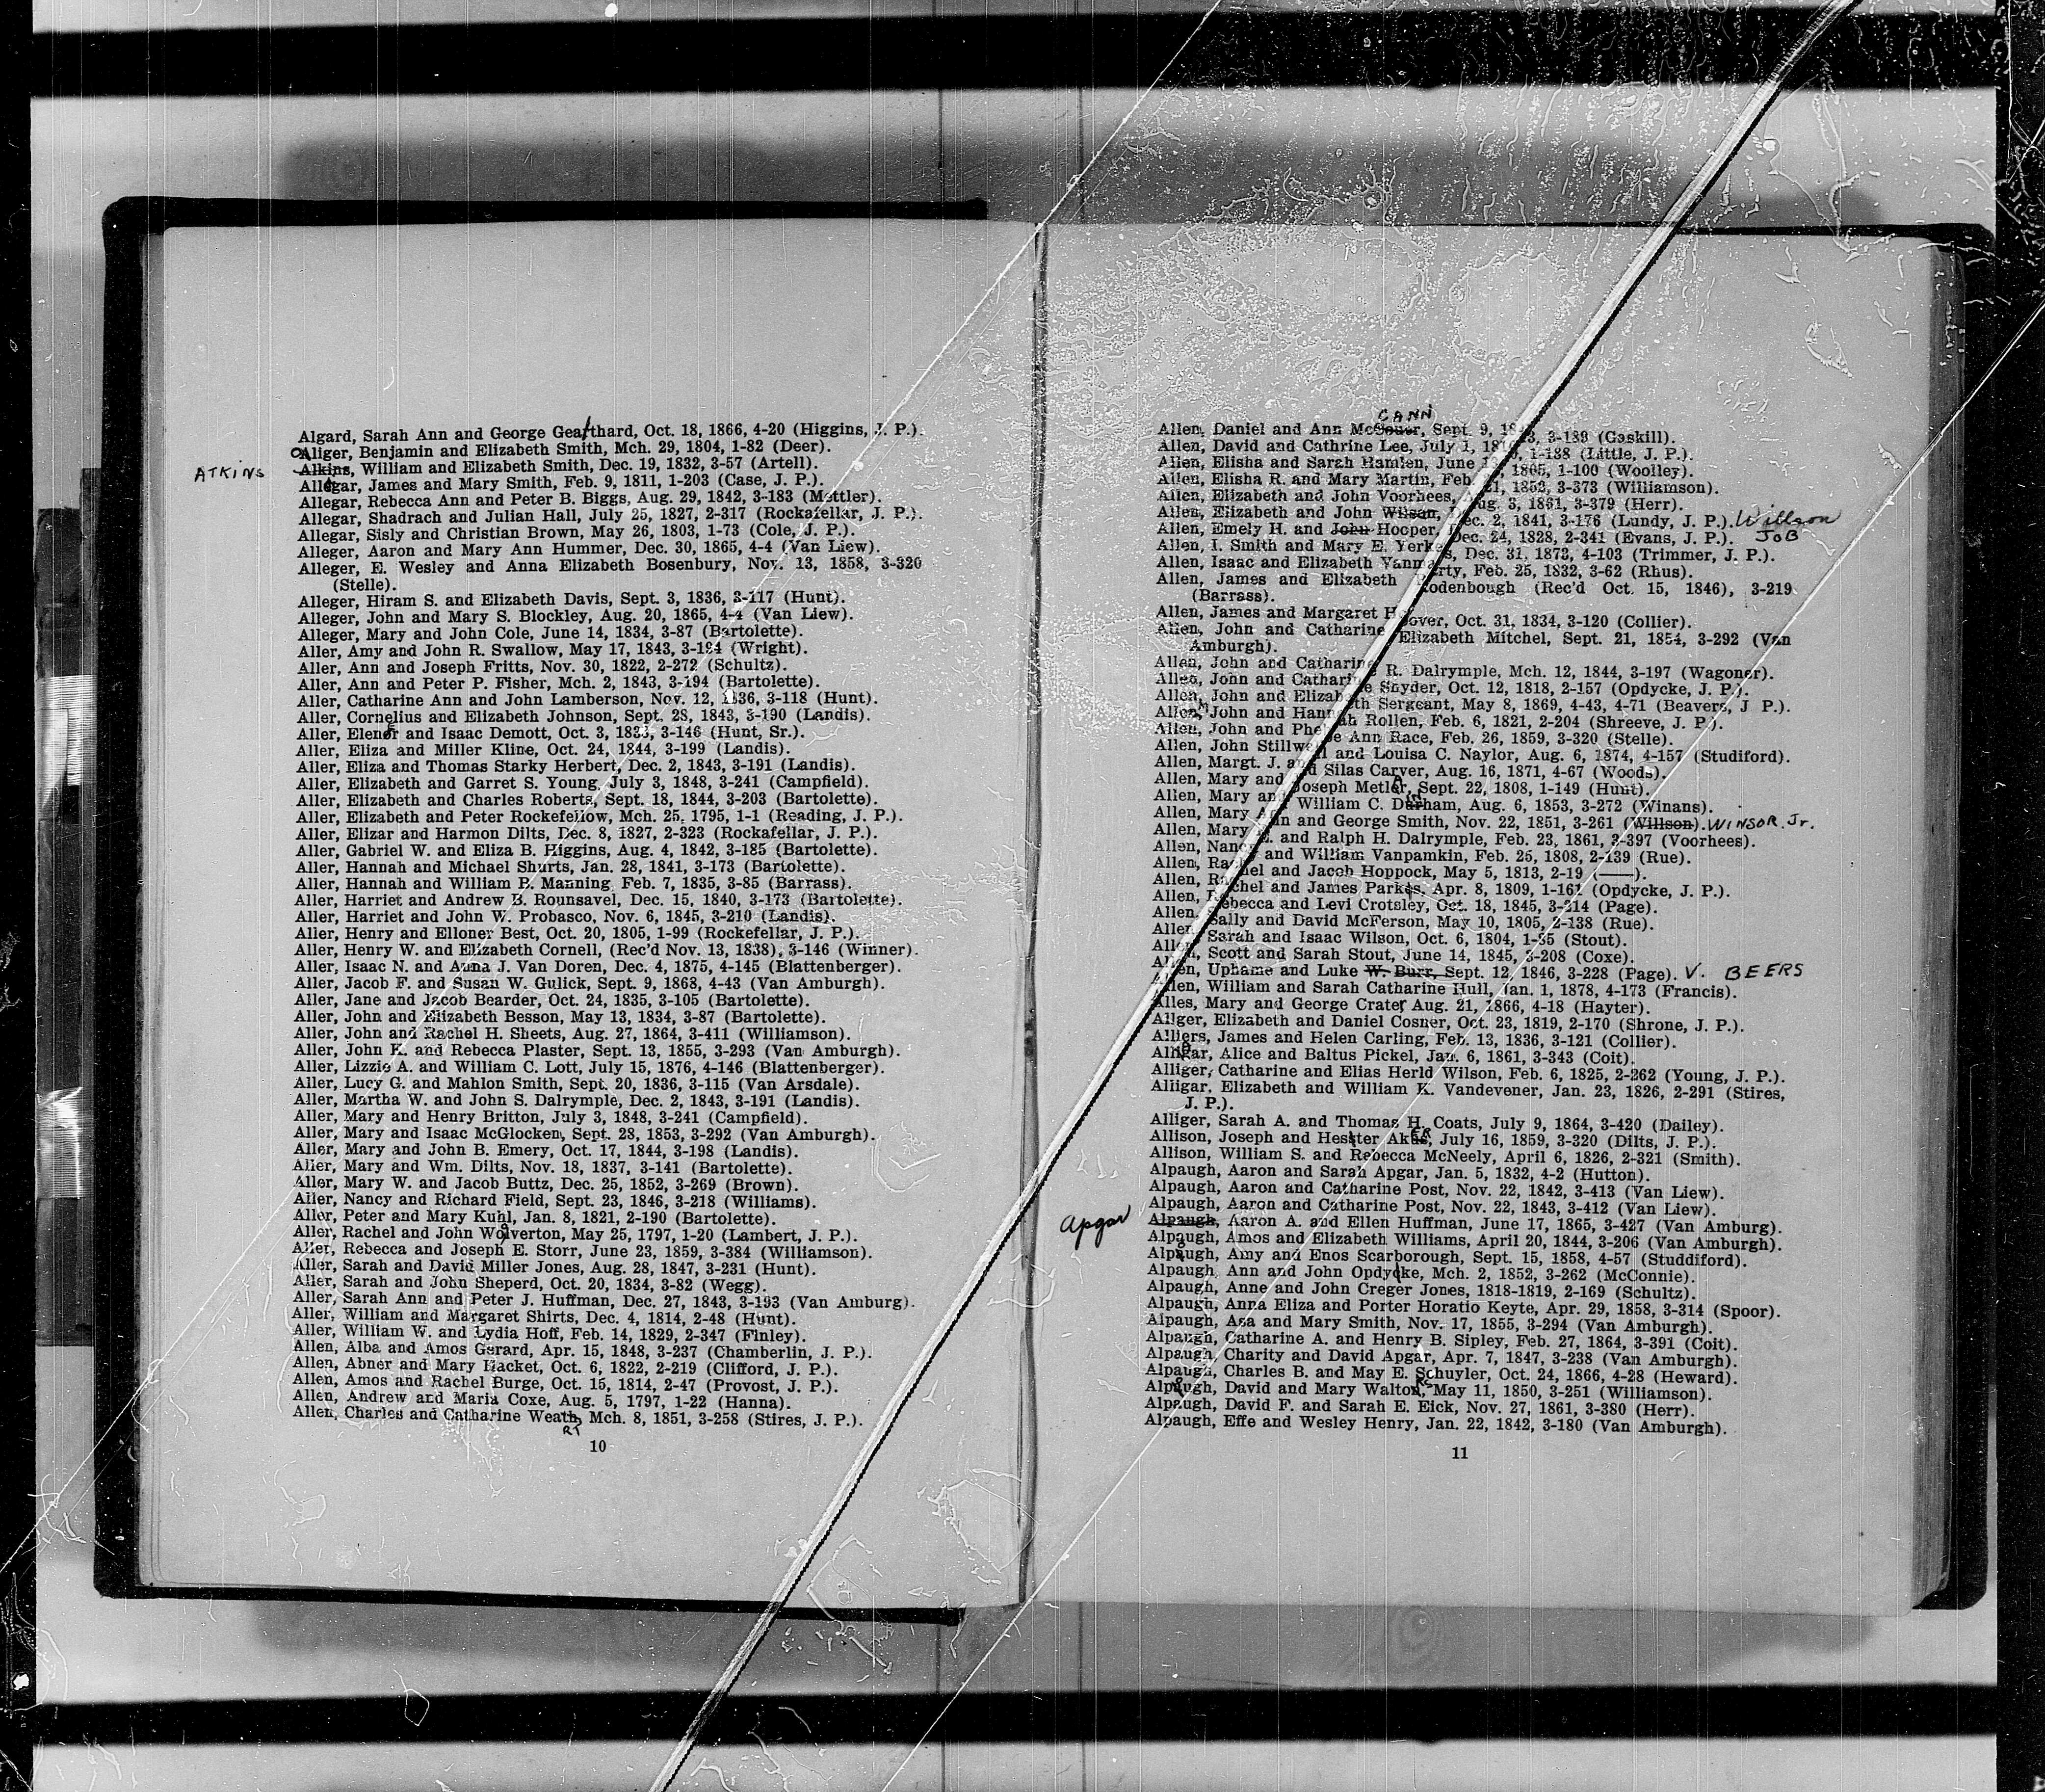 Algard, Sarah Ann and George Gearthard, Oct. 18, 1866, 4-20 (Higgins, J. P.).
Aliger, Benjamin and Elizabeth Smith, Mch. 29, 1804, 1-82 (Deer).
ATKINS Alkins, William and Elizabeth Smith, Dec. 19, 1832, 3-57 (Artell).
Allegar, James and Mary Smith, Feb. 9, 1811, 1-203 (Case, J. P.).
Allegar, Rebecca Ann and Peter B. Biggs, Aug. 29, 1842, 3-183 (Mettler).
Allegar, Shadrach and Julian Hall, July 25, 1827, 2-317 (Rockafellar, J. P.).
Allegar, Sisly and Christian Brown, May 26, 1803, 1-73 (Cole, J. P.).
Alleger, Aaron and Mary Ann Hummer, Dec. 30, 1865, 4-4 (Van Liew).
Alleger, E. Wesley and Anna Elizabeth Bosenbury, Nov. 13, 1858, 3-320
(Stelle).
Alleger, Hiram S. and Elizabeth Davis, Sept. 3, 1836, 3-117 (Hunt).
Alleger, John and Mary S. Blockley, Aug. 20, 1865, 4-4 (Van Liew).
Alleger, Mary and John Cole, June 14, 1834, 3-87 (Bartolette).
Aller, Amy and John R. Swallow, May 17, 1843, 3-194 (Wright).
Aller, Ann and Joseph Fritts, Nov. 30, 1822, 2-272 (Schultz).
Aller, Ann and Peter P. Fisher, Mch. 2, 1843, 3-194 (Bartolette).
Aller, Catharine Ann and John Lamberson, Nov. 12, 1836, 3-118 (Hunt).
Aller, Cornelius and Elizabeth Johnson, Sept. 28, 1843, 3-190 (Landis).
Aller, Elenor and Isaac Demott, Oct. 3, 1838, 3-146 (Hunt, Sr.).
Aller, Eliza and Miller Kline, Oct. 24, 1844, 3-199 (Landis).
Aller, Eliza and Thomas Starky Herbert, Dec. 2, 1843, 3-191 (Landis).
Aller, Elizabeth and Garret S. Young, July 3, 1848, 3-241 (Campfield).
Aller, Elizabeth and Charles Roberts, Sept. 18, 1844, 3-203 (Bartolette).
Aller, Elizabeth and Peter Rockefellow, Mch. 25, 1795, 1-1 (Reading, J. P.).
Aller, Elizar and Harmon Dilts, Dec. 8, 1827, 2-323 (Rockafellar, J. P.).
Aller, Gabriel W. and Eliza B. Higgins, Aug. 4, 1842, 3-185 (Bartolette).
Aller, Hannah and Michael Shurts, Jan. 28, 1841, 3-173 (Bartolette).
Aller, Hannah and William B. Manning, Feb. 7, 1835, 3-85 (Barrass).
Aller, Harriet and Andrew B. Rounsavel, Dec. 15, 1840, 3-173 (Bartolette).
Aller, Harriet and John W. Probasco, Nov. 6, 1845, 3-210 (Landis).
Aller, Henry and Elloner Best, Oct. 20, 1805, 1-99 (Rockefellar, J. P.).
Aller, Henry W. and Elizabeth Cornell, (Rec'd Nov. 13, 1838), 3-146 (Winner).
Aller, Isaac N. and Anna J. Van Doren, Dec. 4, 1875, 4-145 (Blattenberger).
Aller, Jacob F. and Susan W. Gulick, Sept. 9, 1868, 4-43 (Van Amburgh).
Aller, Jane and Jacob Bearder, Oct. 24, 1835, 3-105 (Bartolette).
Aller, John and Elizabeth Besson, May 13, 1834, 3-87 (Bartolette).
Aller, John and Rachel H. Sheets, Aug. 27, 1864, 3-411 (Williamson).
Aller, John K. and Rebecca Plaster, Sept. 13, 1855, 3-293 (Van Amburgh).
Aller, Lizzie A. and William C. Lott, July 15, 1876, 4-146 (Blattenberger).
Aller, Lucy G. and Mahlon Smith, Sept. 20, 1836, 3-115 (Van Arsdale).
Aller, Martha W. and John S. Dalrymple, Dec. 2, 1843, 3-191 (Landis).
Aller, Mary and Henry Britton, July 3, 1848, 3-241 (Campfield).
Aller, Mary and Isaac McGlocken, Sept. 28, 1853, 3-292 (Van Amburgh).
Aller, Mary and John B. Emery, Oct. 17, 1844, 3-198 (Landis).
Aller, Mary and Wm. Dilts, Nov. 18, 1837, 3-141 (Bartolette).
Aller, Mary W. and Jacob Buttz, Dec. 25, 1852, 3-269 (Brown).
Aller, Nancy and Richard Field, Sept. 23, 1846, 3-218 (Williams).
Aller, Peter and Mary Kuhl, Jan. 8, 1821, 2-190 (Bartolette).
Aller, Rachel and John Wolverton, May 25, 1797, 1-20 (Lambert, J. P.).
Aller, Rebecca and Joseph E. Storr, June 23, 1859, 3-384 (Williamson).
Aller, Sarah and David Miller Jones, Aug. 28, 1847, 3-231 (Hunt).
Aller, Sarah and John Sheperd, Oct. 20, 1834, 3-82 (Wegg).
Aller, Sarah Ann and Peter J. Huffman, Dec. 27, 1843, 3-193 (Van Amburg).
Aller, William and Margaret Shirts, Dec. 4, 1814, 2-48 (Hunt).
Aller, William W. and Lydia Hoff, Feb. 14, 1829, 2-347 (Finley).
Allen, Alba and Amos Gerard, Apr. 15, 1848, 3-237 (Chamberlin, J. P.).
Allen, Abner and Mary Hacket, Oct. 6, 1822, 2-219 (Clifford, J. P.).
Allen, Amos and Rachel Burge, Oct. 15, 1814, 2-47 (Provost, J. P.).
Allen, Andrew and Maria Coxe, Aug. 5, 1797, 1-22 (Hanna).
Allen, Charles and Catharine Weath, Mch. 8, 1851, 3-258 (Stires, J. P.).
RT
10
CANN
Allen, Daniel and Ann Mc Sept. 9, 3-189 (Gaskill).
Allen, David and Cathrine Lee, July 1, 1-138 (Little, J. P.).
Allen, Elisha and Sarah Hamlen, June 1805, 1-100 (Woolley).
Allen, Elisha R. and Mary Martin, Feb. 21, 1853, 3-373 (Williamson).
Allen, Elizabeth and John Voorhees, Aug. 3, 1861, 3-379 (Herr).
Allen, Elizabeth and John Wilson, Dec. 2, 1841, 3-176 (Lundy, J. P.). Willson
Allen, Emely H. and John Hooper, Dec. 24, 1828, 2-341 (Evans, J. P.). JOB
Allen, I. Smith and Mary E. Yerkes, Dec. 31, 1873, 4-103 (Trimmer, J. P.).
Allen, Isaac and Elizabeth Vanmarty, Feb. 25, 1832, 3-62 (Rhus).
Allen, James and Elizabeth Rodenbough (Rec'd Oct. 15, 1846), 3-219
(Barrass).
Allen, James and Margaret Hoover, Oct. 31, 1834, 3-120 (Collier).
Allen, John and Catharine Elizabeth Mitchel, Sept. 21, 1854, 3-292 (Van
Amburgh).
Allen, John and Catharine R. Dalrymple, Mch. 12, 1844, 3-197 (Wagoner).
Allen, John and Catharine Snyder, Oct. 12, 1818, 2-157 (Opdycke, J. P.).
Allen, John and Elizabeth Sergeant, May 8, 1869, 4-43, 4-71 (Beavers, J P.).
Allen, John and Hannah Rollen, Feb. 6, 1821, 2-204 (Shreeve, J. P.).
Allen, John and Phebe Ann Race, Feb. 26, 1859, 3-320 (Stelle).
Allen, John Stillwell and Louisa C. Naylor, Aug. 6, 1874, 4-157 (Studiford).
Allen, Margt. J. and Silas Carver, Aug. 16, 1871, 4-67 (Woods).
Allen, Mary and Joseph Metler, Sept. 22, 1808, 1-149 (Hunt).
Allen, Mary and William C. Durham, Aug. 6, 1853, 3-272 (Winans).
Allen, Mary Ann and George Smith, Nov. 22, 1851, 3-261 (Willson). WINSOR Jr.
Allen, Mary E. and Ralph H. Dalrymple, Feb. 23, 1861, 3-397 (Voorhees).
Allen, Nancy and William Vanpamkin, Feb. 25, 1808, 2-139 (Rue).
Allen, Rachel and Jacob Hoppock, May 5, 1813, 2-19 (——).
Allen, Rachel and James Parkes, Apr. 8, 1809, 1-161 (Opdycke, J. P.).
Allen, Rebecca and Levi Crotsley, Oct. 18, 1845, 3-214 (Page).
Allen, Sally and David McFerson, May 10, 1805, 2-138 (Rue).
Allen, Sarah and Isaac Wilson, Oct. 6, 1804, 1-85 (Stout).
Allen, Scott and Sarah Stout, June 14, 1845, 3-208 (Coxe).
Allen, Uphame and Luke W. Burr, Sept. 12, 1846, 3-228 (Page). V. BEERS
Allen, William and Sarah Catharine Hull, Jan. 1, 1878, 4-173 (Francis).
Alles, Mary and George Crater, Aug. 21, 1866, 4-18 (Hayter).
Allger, Elizabeth and Daniel Cosner, Oct. 23, 1819, 2-170 (Shrone, J. P.).
Alliers, James and Helen Carling, Feb. 13, 1836, 3-121 (Collier).
Alligar, Alice and Baltus Pickel, Jan. 6, 1861, 3-343 (Coit).
Alliger, Catharine and Elias Herld Wilson, Feb. 6, 1825, 2-262 (Young, J. P.).
Alligar, Elizabeth and William K. Vandevener, Jan. 23, 1826, 2-291 (Stires,
J. P.).
Alliger, Sarah A. and Thomas H. Coats, July 9, 1864, 3-420 (Dailey).
Allison, Joseph and Hester July 16, 1859, 3-320 (Dilts, J. P.).
Allison, William S. and Rebecca McNeely, April 6, 1826, 2-321 (Smith).
Alpaugh, Aaron and Sarah Apgar, Jan. 5, 1832, 4-2 (Hutton).
Alpaugh, Aaron and Catharine Post, Nov. 22, 1842, 3-413 (Van Liew).
Alpaugh, Aaron and Catharine Post, Nov. 22, 1843, 3-412 (Van Liew).
Apgar Alpaugh, Aaron A. and Ellen Huffman, June 17, 1865, 3-427 (Van Amburg).
Alpaugh, Amos and Elizabeth Williams, April 20, 1844, 3-206 (Van Amburgh).
Alpaugh, Amy and Enos Scarborough, Sept. 15, 1858, 4-57 (Studdiford).
Alpaugh, Ann and John Opdycke, Mch. 2, 1852, 3-262 (McConnie).
Alpaugh, Anne and John Creger Jones, 1818-1819, 2-169 (Schultz).
Alpaugh, Anna Eliza and Porter Horatio Keyte, Apr. 29, 1858, 3-314 (Spoor).
Alpaugh, Asa and Mary Smith, Nov. 17, 1855, 3-294 (Van Amburgh).
Alpaugh, Catharine A. and Henry B. Sipley, Feb. 27, 1864, 3-391 (Coit).
Alpaugh, Charity and David Apgar, Apr. 7, 1847, 3-238 (Van Amburgh).
Alpaugh, Charles B. and May E. Schuyler, Oct. 24, 1866, 4-28 (Heward).
Alpaugh, David and Mary Walton, May 11, 1850, 3-251 (Williamson).
Alpaugh, David F. and Sarah E. Eick, Nov. 27, 1861, 3-380 (Herr).
Alpaugh, Effe and Wesley Henry, Jan. 22, 1842, 3-180 (Van Amburgh).
11